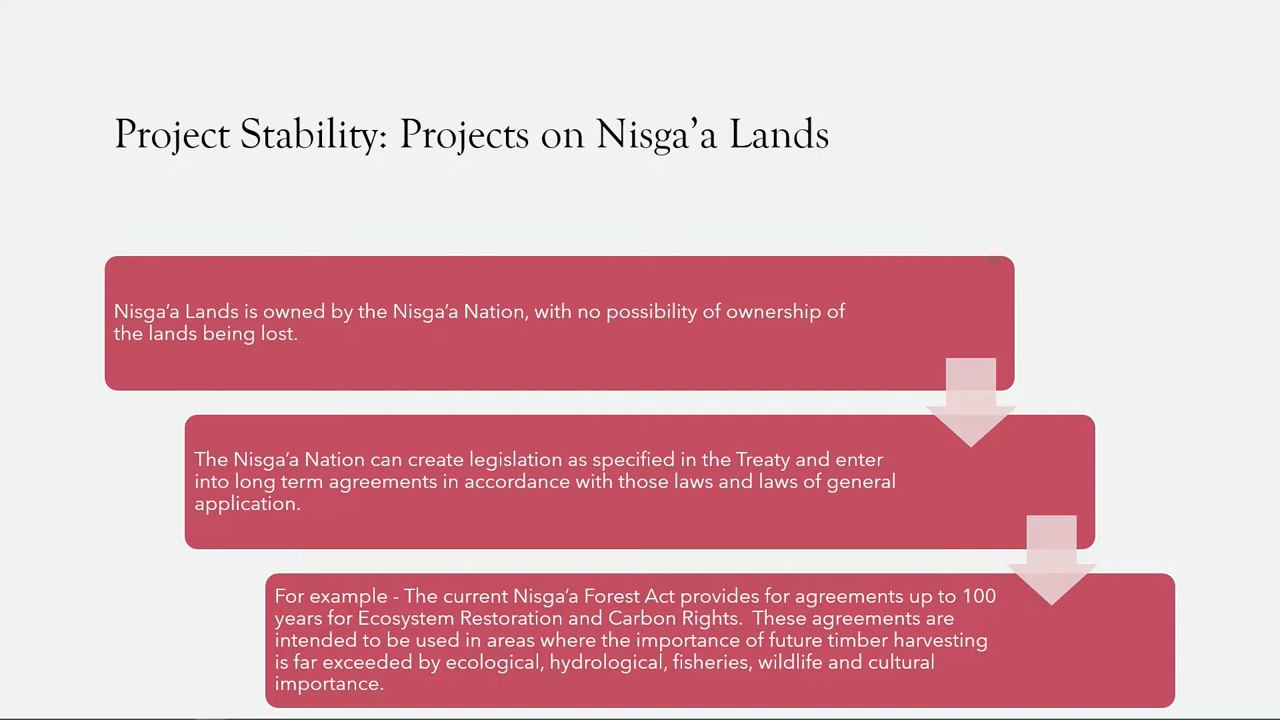 Project Stability: Projects on Nisga’a Lands
Nisga’a Lands is owned by the Nisga’a Nation, with no possibility of ownership of
the lands being lost.
The Nisga’a Nation can create legislation as specified in the Treaty and enter
into long term agreements in accordance with those laws and laws of general
application.
For example - The current Nisga’a Forest Act provides for agreements up to 100
years for Ecosystem Restoration and Carbon Rights.  These agreements are
intended to be used in areas where the importance of future timber harvesting
is far exceeded by ecological, hydrological, fisheries, wildlife and cultural
importance.